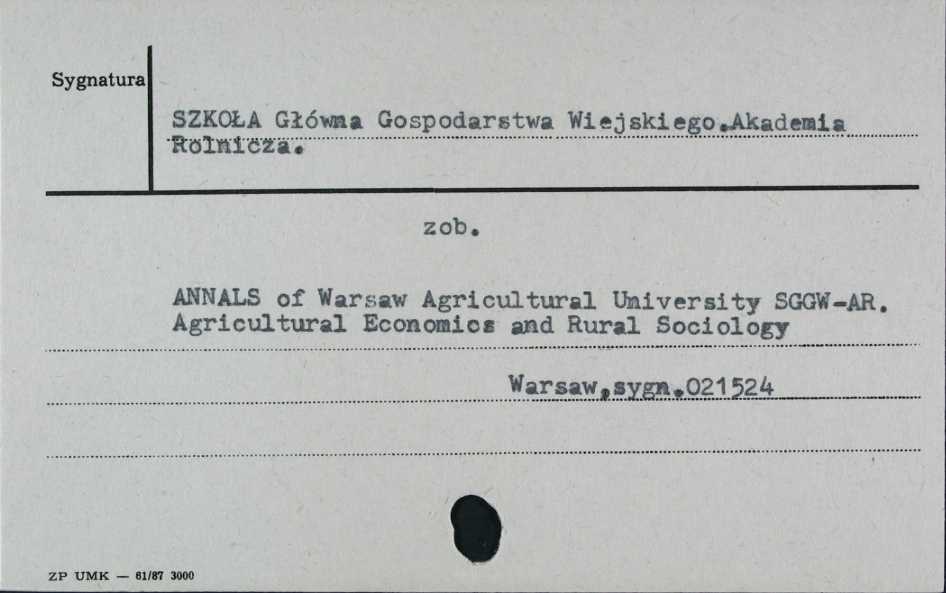 Sygnatura
SZKOŁA Główna Gospodarstwa Wiejskiego.Akademia
Rolnicza.
zob.
ANNALS of Warsaw Agricultural University SGGW-AR.
Agricultural Economics and Rural Sociology
Warsaw,sygn.021524
ZP UMK — 61/87 3000